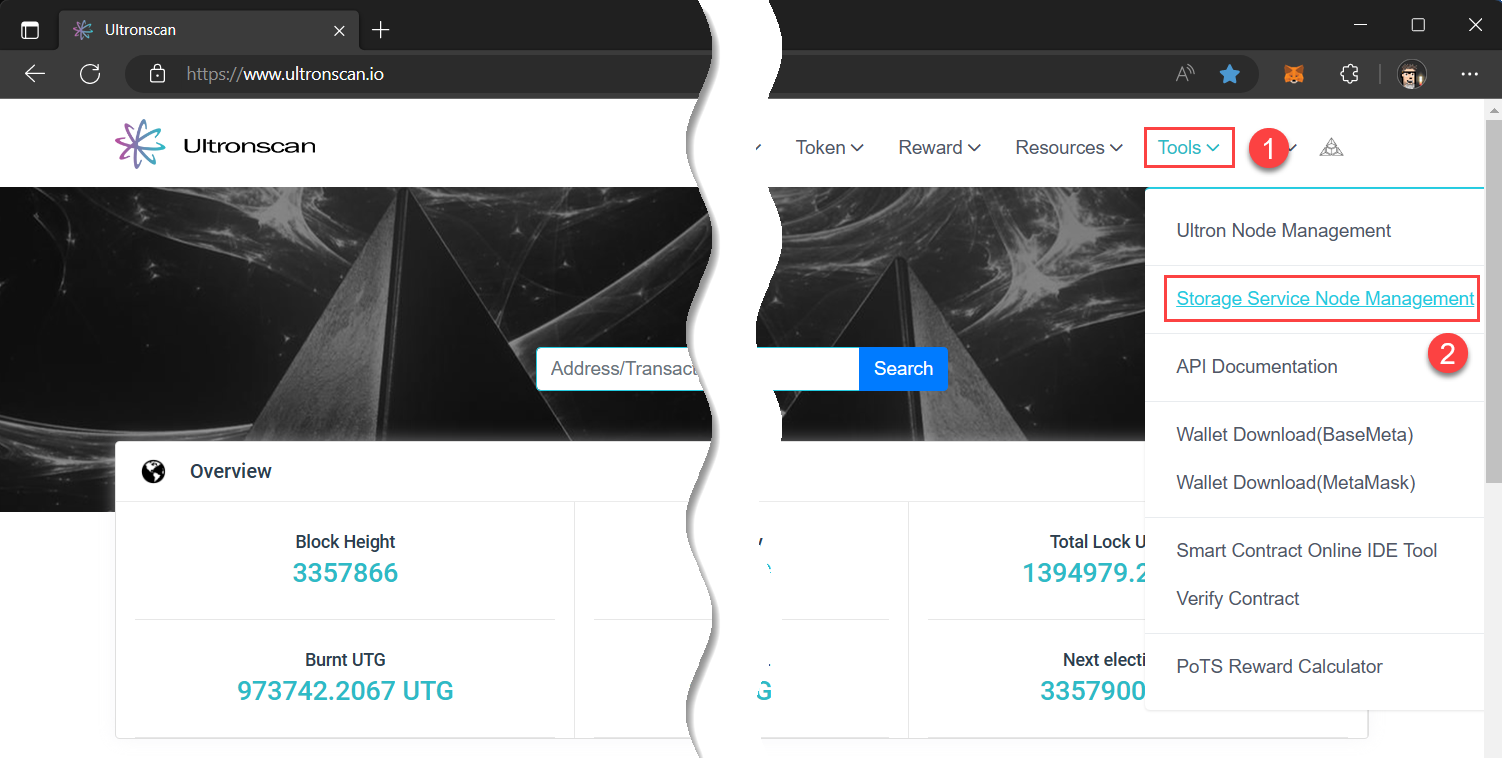 Ultronscan
https://www.ultronscan.io
Ultronscan
Token
Reward
Resources
Tools
1
Ultron Node Management
Storage Service Node Management
2
API Documentation
Wallet Download(BaseMeta)
Wallet Download(MetaMask)
Smart Contract Online IDE Tool
Verify Contract
PoTS Reward Calculator
Address/Transact
Search
Overview
Block Height
3357866
Total Lock U
1394979.2
Burnt UTG
973742.2067 UTG
G
Next electi
3357900